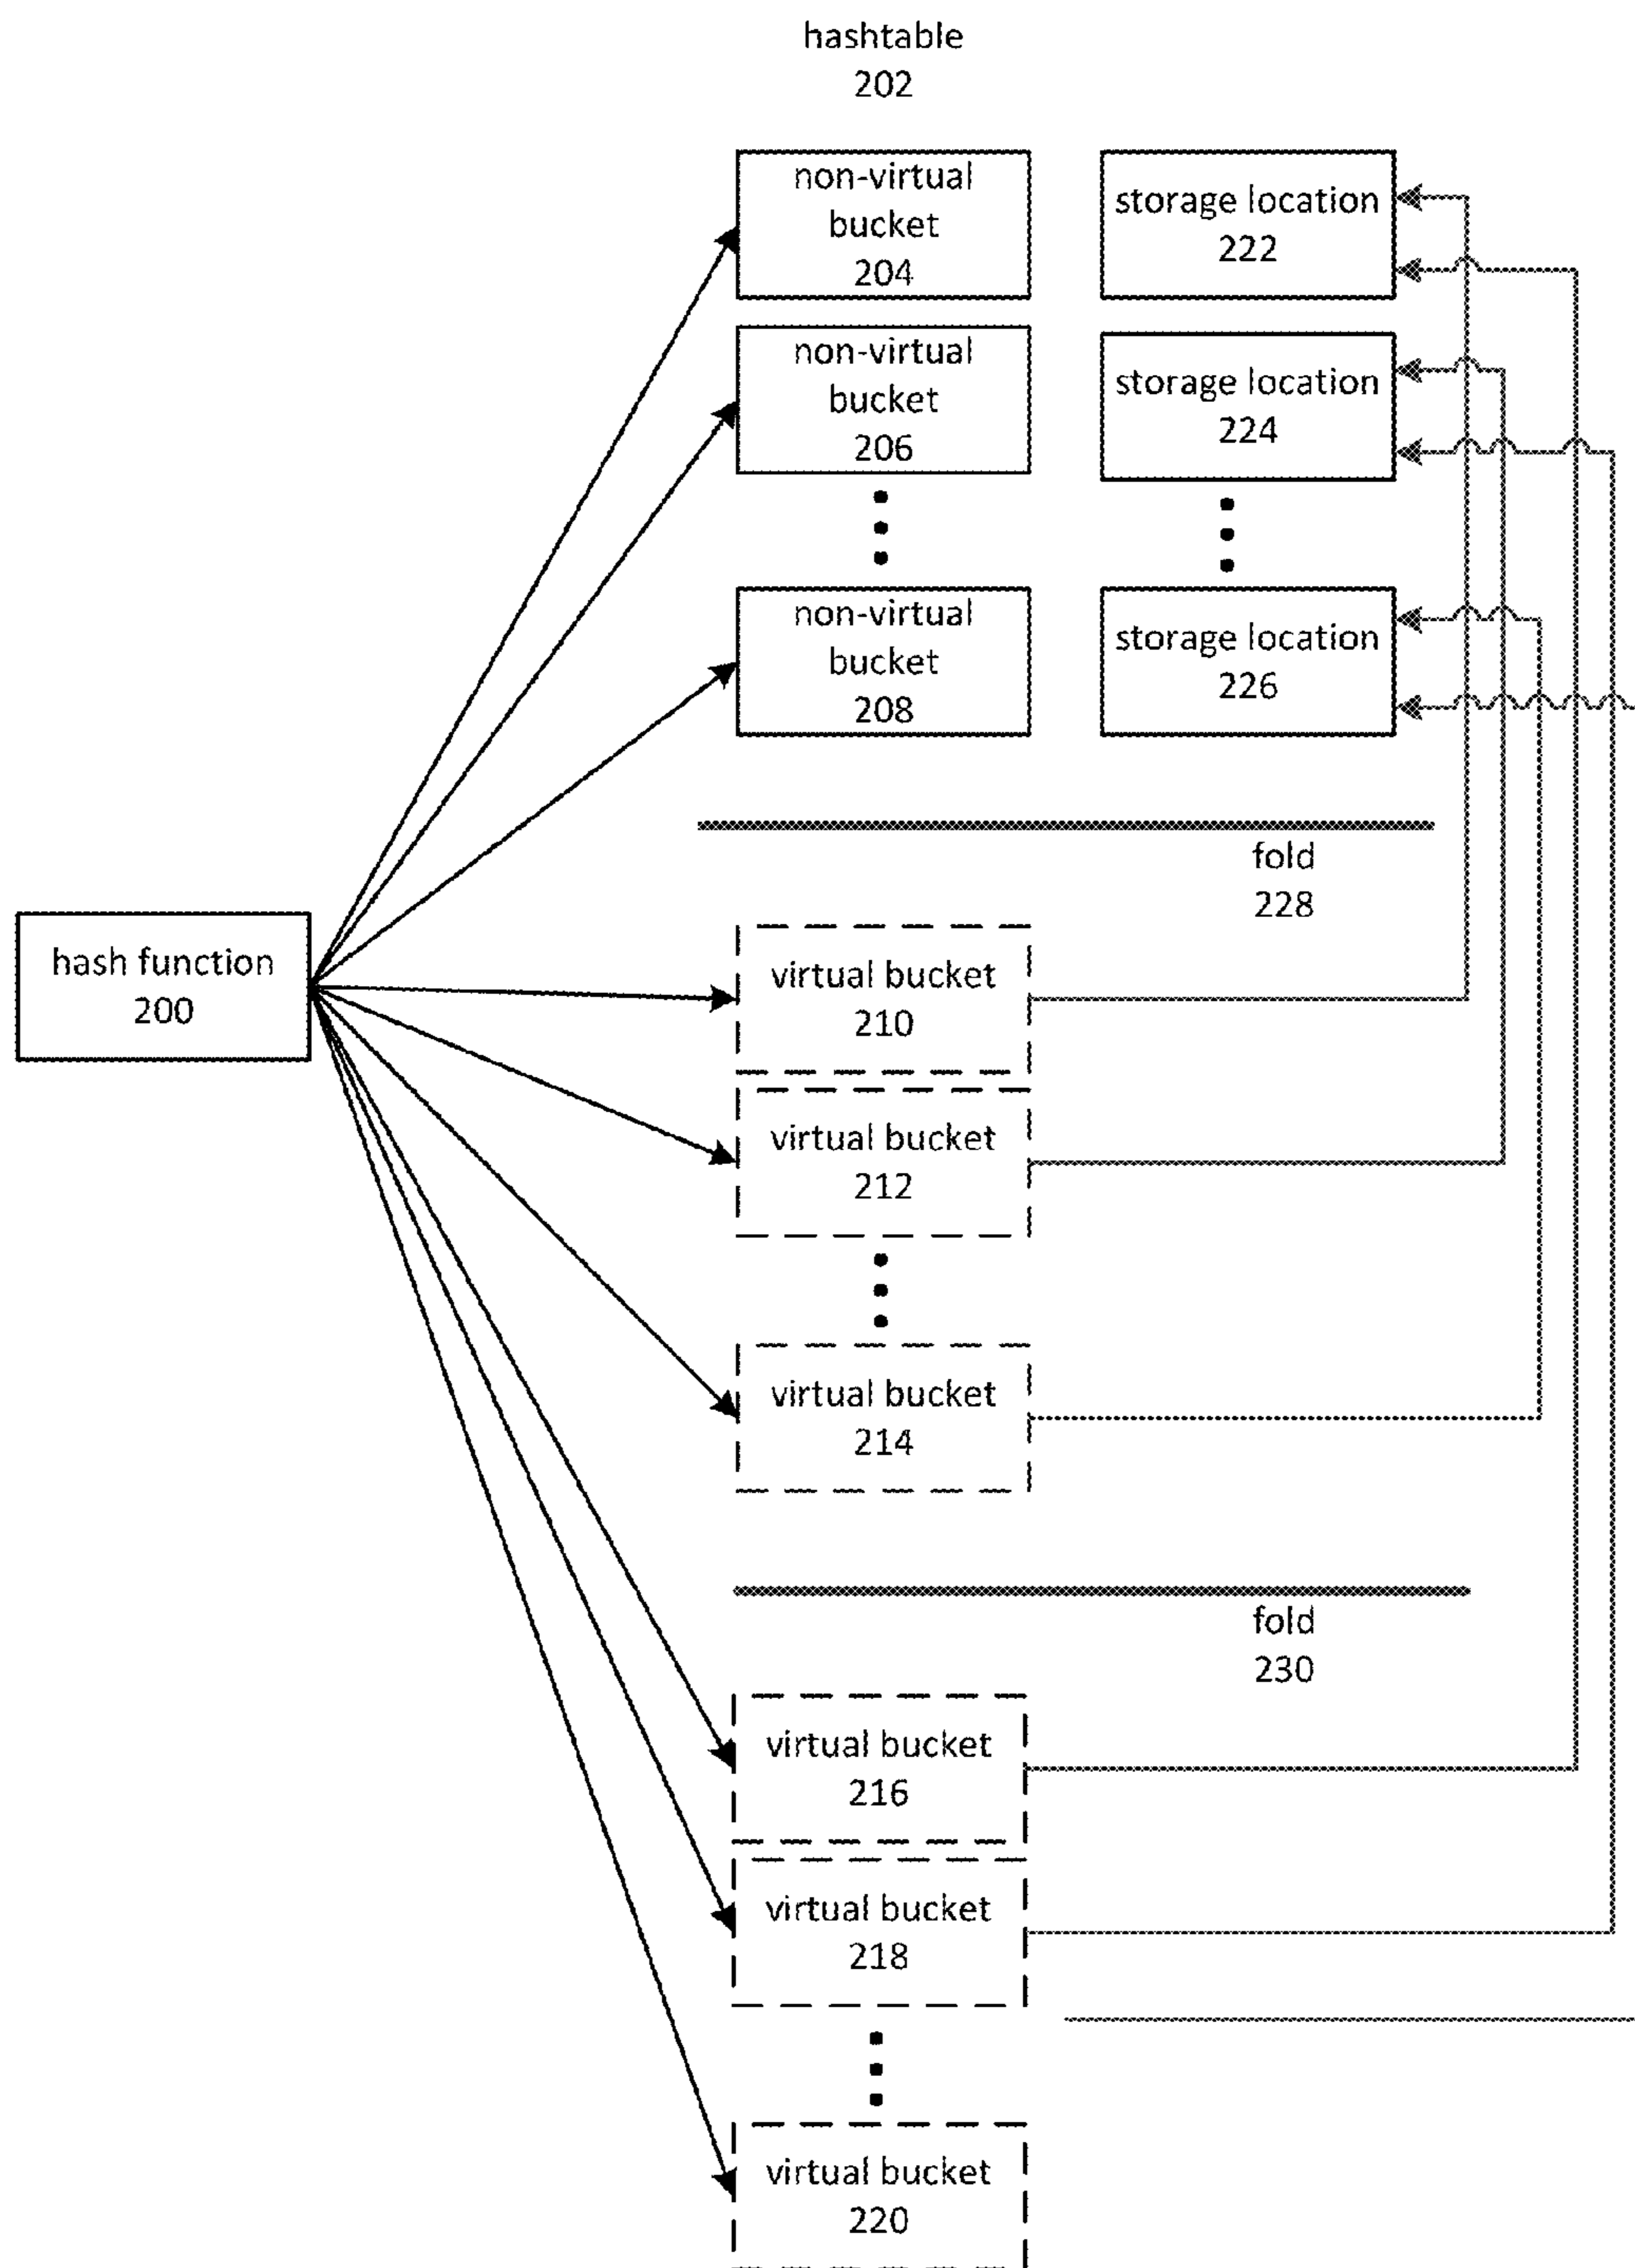 hashtable
202
non-virtual
bucket
204
storage location
222
non-virtual
bucket
206
storage location
224
non-virtual
bucket
208
storage location
226
fold
228
hash function
200
virtual bucket
210
virtual bucket
212
virtual bucket
214
fold
230
virtual bucket
216
virtual bucket
218
virtual bucket
220